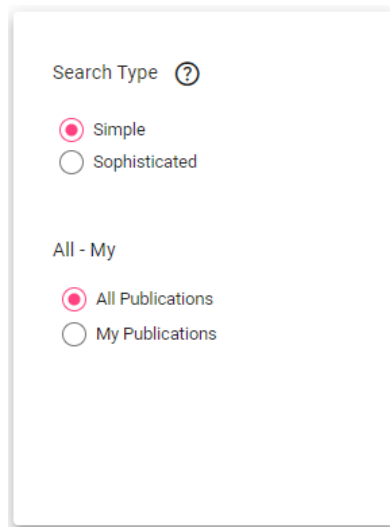 Search Type ?
Simple
Sophisticated
All - My
All Publications
My Publications